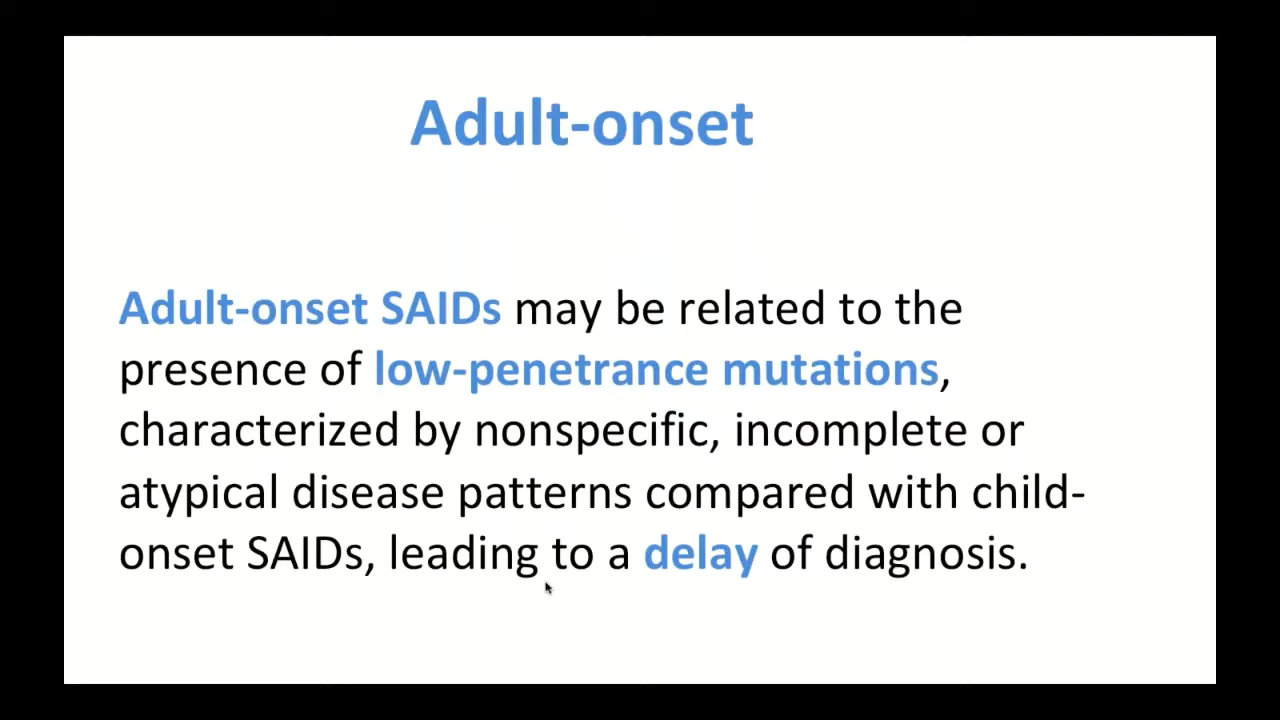 Adult-onset
Adult-onset SAIDs may be related to the
presence of low-penetrance mutations,
characterized by nonspecific, incomplete or
atypical disease patterns compared with child-
onset SAIDs, leading to a delay of diagnosis.